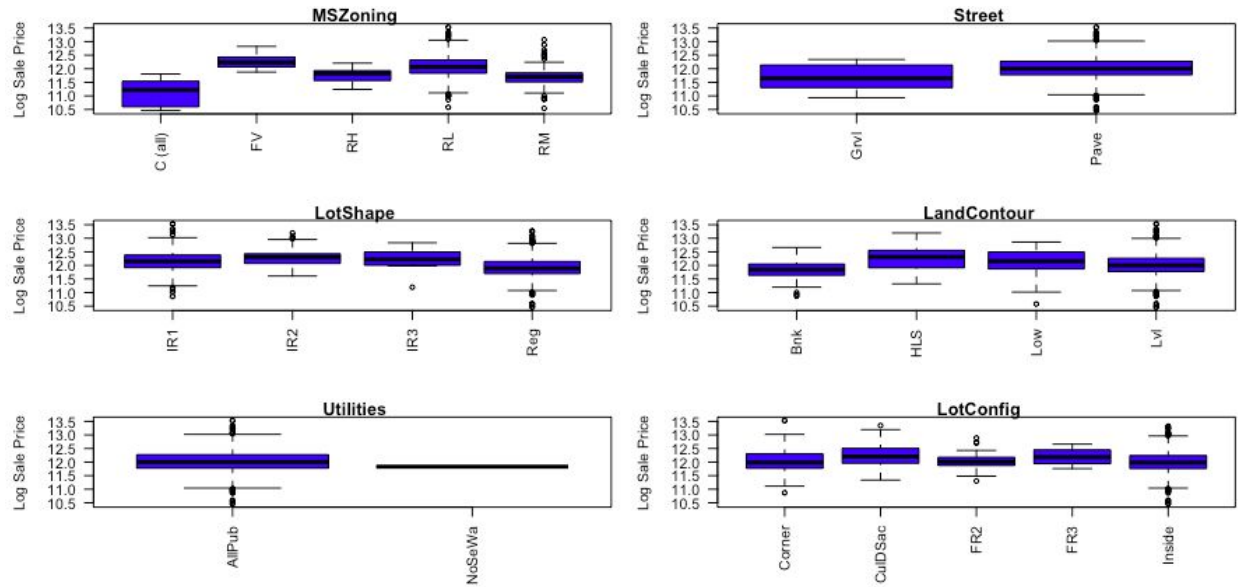 MSZoning
Log Sale Price
13.5
13.0
12.5
12.0
11.5
11.0
10.5
C (all)
FV
RH
RL
RM
Street
Log Sale Price
13.5
13.0
12.5
12.0
11.5
11.0
10.5
Grvl
Pave
LotShape
Log Sale Price
13.5
13.0
12.5
12.0
11.5
11.0
10.5
IR1
IR2
IR3
Reg
LandContour
Log Sale Price
13.5
13.0
12.5
12.0
11.5
11.0
10.5
Bnk
HLS
Low
Lvl
Utilities
Log Sale Price
13.5
13.0
12.5
12.0
11.5
11.0
10.5
AllPub
NoSeWa
LotConfig
Log Sale Price
13.5
13.0
12.5
12.0
11.5
11.0
10.5
Corner
CulDSac
FR2
FR3
Inside